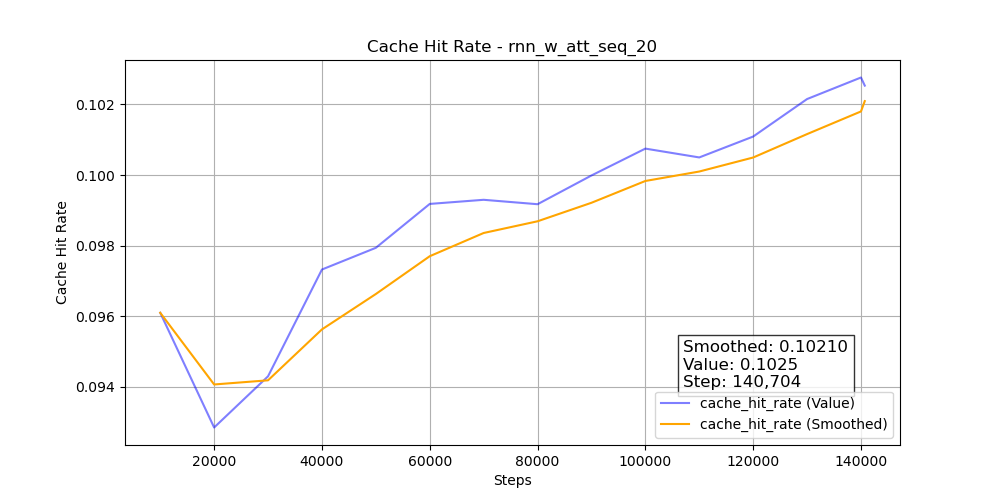 Cache Hit Rate - rnn_w_att_seq_20
Cache Hit Rate
0.102
0.100
0.098
0.096
0.094
Smoothed: 0.10210
Value: 0.1025
Step: 140,704
cache_hit_rate (Value)
cache_hit_rate (Smoothed)
20000 40000 60000 80000 100000 120000 140000
Steps